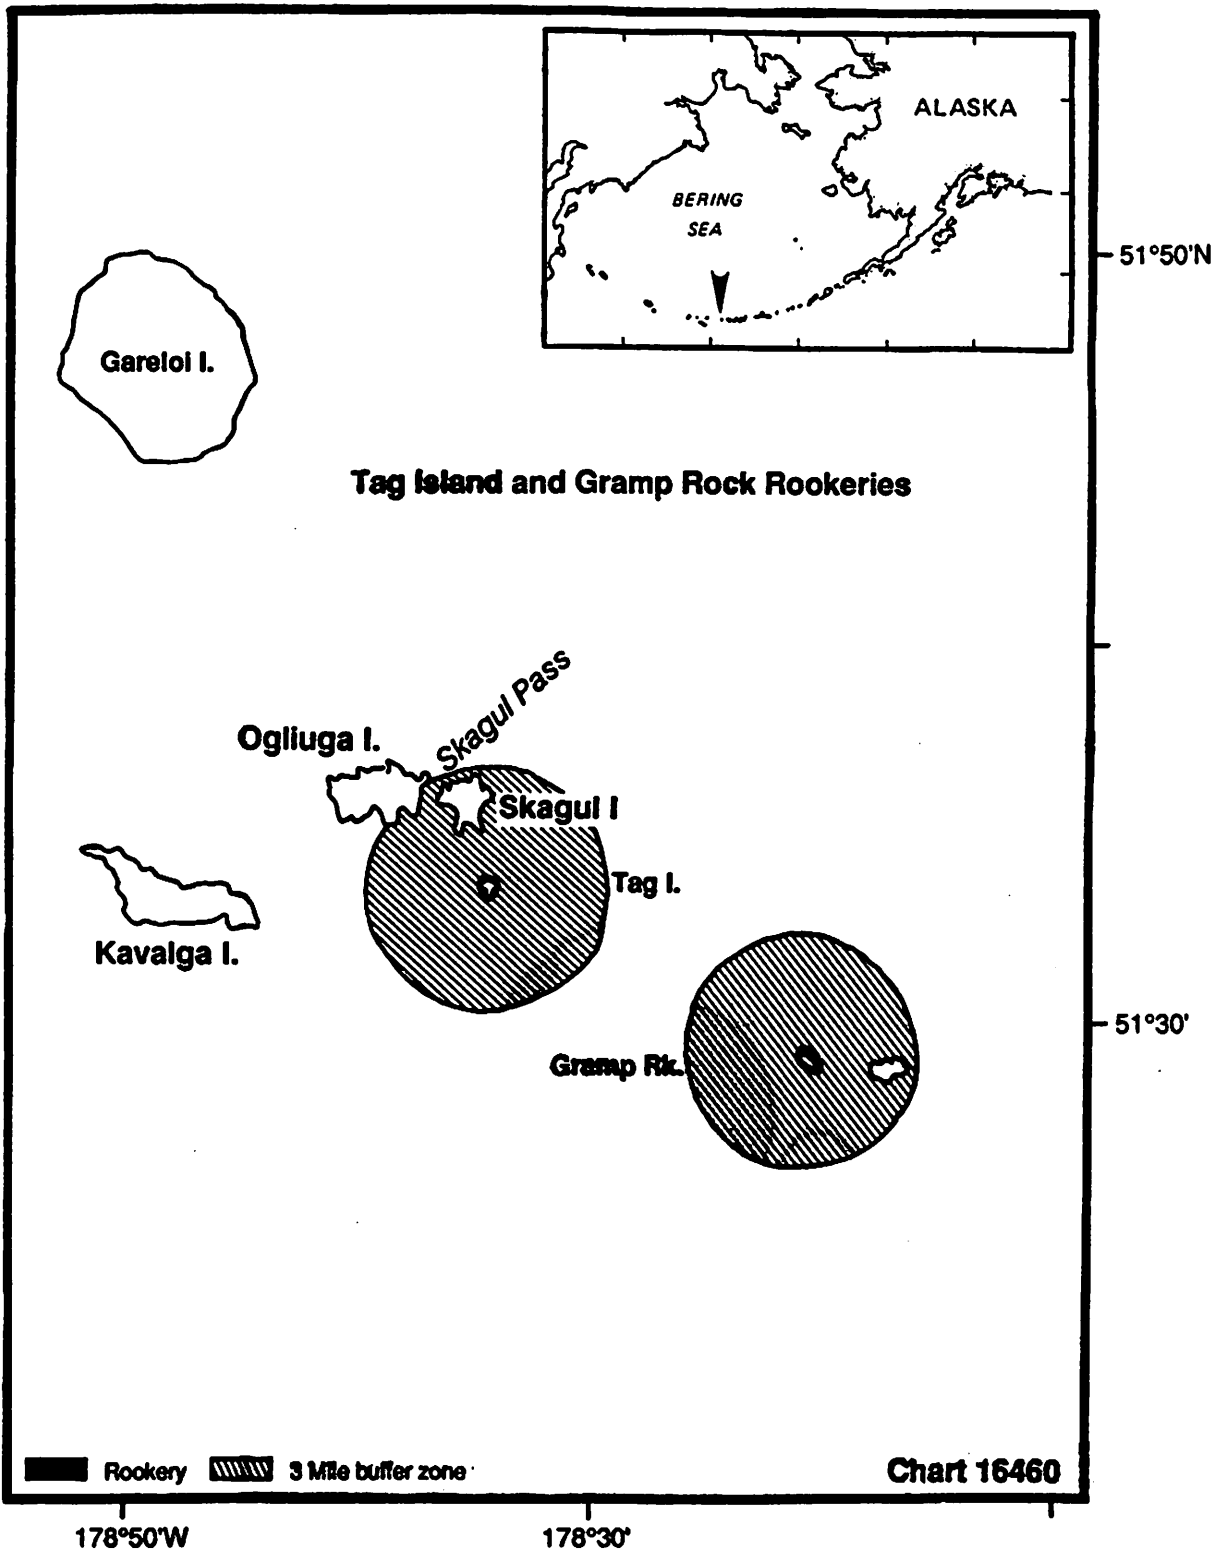 ALASKA
BERING
SEA
51°50'N
Gareloi I.
Tag Island and Gramp Rock Rookeries
Skagul Pass
Ogliuga I.
Skagul I
Tag I.
Kavalga I.
51°30'
Gramp Rk.
Rookery
3 Mile buffer zone
Chart 16460
178°50'W
178°30'